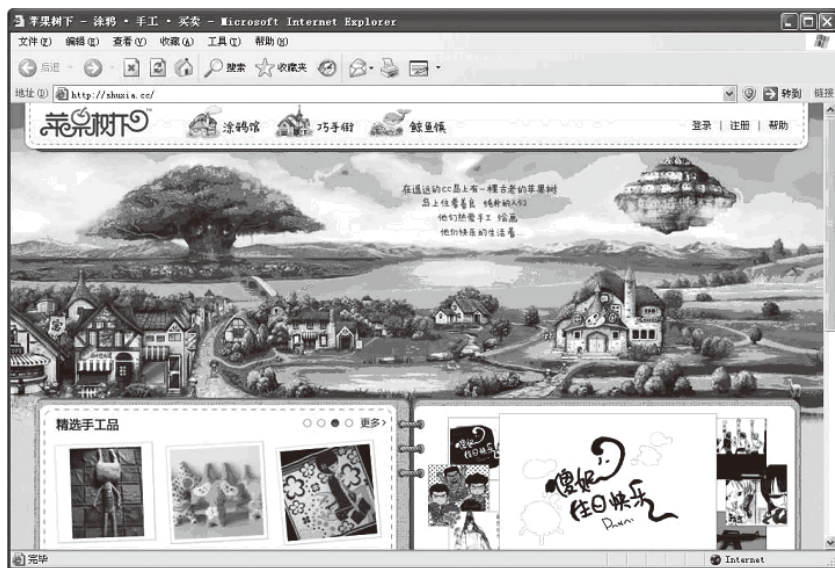 苹果树下 - 涂鸦 · 手工 · 买卖 - Microsoft Internet Explorer
文件(F) 编辑(E) 查看(V) 收藏(A) 工具(T) 帮助(H)
后退 搜索 收藏夹
地址(D) http://shuxia.cc/ 转到 链接
苹果树下™ 涂鸦馆 巧手街 鲸鱼镇 登录 | 注册 | 帮助
在遥远的CC岛上有一棵古老的苹果树
岛上住着善良 纯朴的人们
他们热爱手工 绘画
他们快乐的生活着...
精选手工品 更多>
傻妮
生日快乐
完毕 Internet